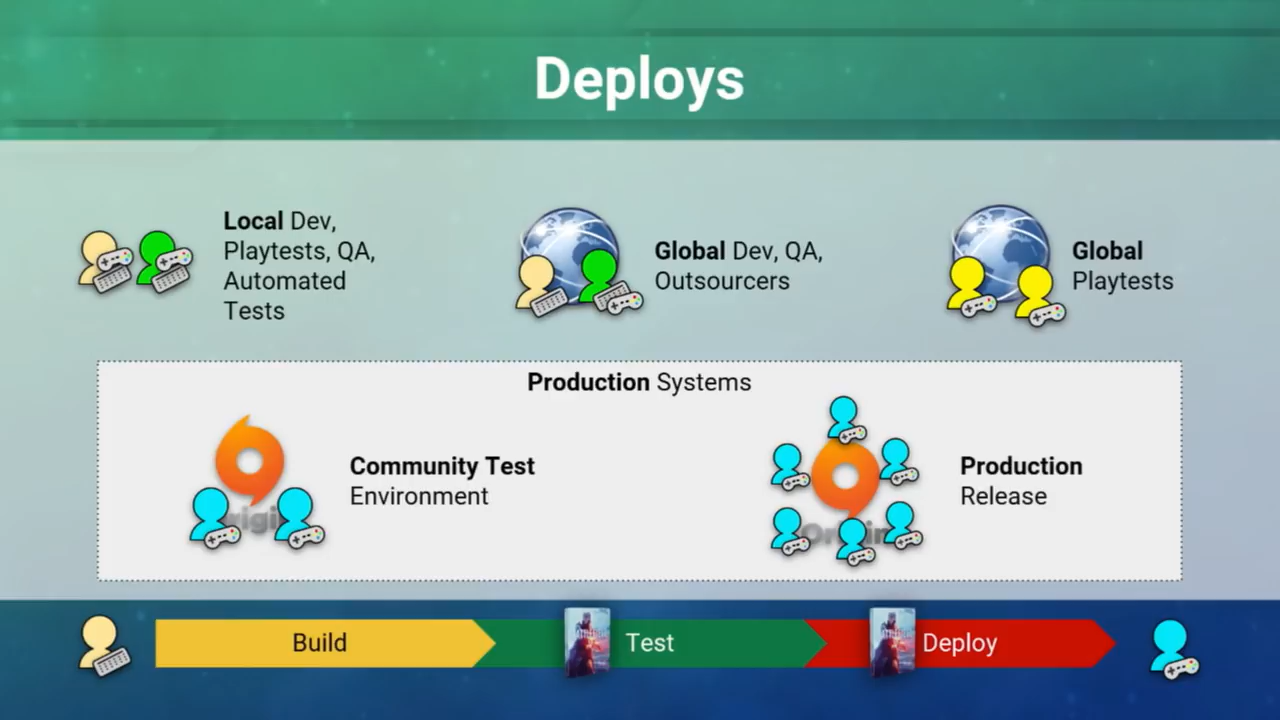 Deploys
Local Dev,
Playtests, QA,
Automated
Tests
Global Dev, QA,
Outsourcers
Global
Playtests
Production Systems
Community Test
Environment
Production
Release
Build
Test
Deploy